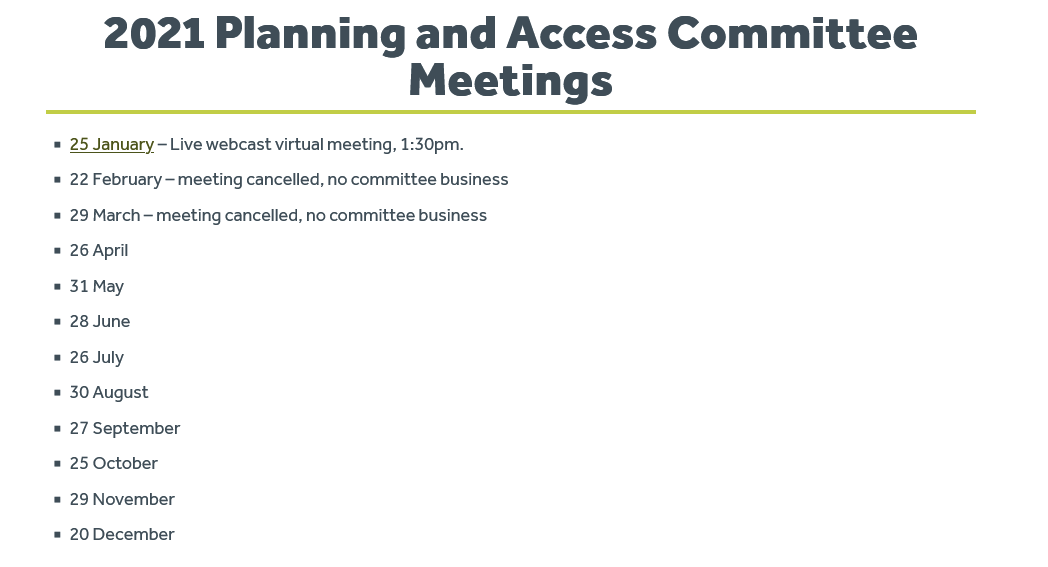 2021 Planning and Access Committee
Meetings
25 January – Live webcast virtual meeting, 1:30pm.
22 February – meeting cancelled, no committee business
29 March – meeting cancelled, no committee business
26 April
31 May
28 June
26 July
30 August
27 September
25 October
29 November
20 December